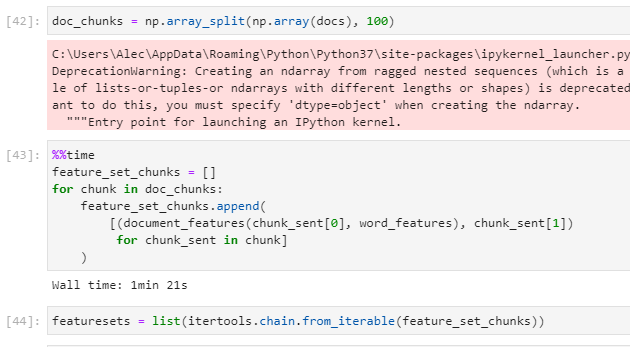 [42]: doc_chunks = np.array_split(np.array(docs), 100)
C:\Users\Alec\AppData\Roaming\Python\Python37\site-packages\ipykernel_launcher.py
DeprecationWarning: Creating an ndarray from ragged nested sequences (which is a
le of lists-or-tuples-or ndarrays with different lengths or shapes) is deprecated
ant to do this, you must specify 'dtype=object' when creating the ndarray.
"""Entry point for launching an IPython kernel.
[43]: %%time
feature_set_chunks = []
for chunk in doc_chunks:
    feature_set_chunks.append(
        [(document_features(chunk_sent[0], word_features), chunk_sent[1])
         for chunk_sent in chunk]
    )
Wall time: 1min 21s
[44]: featuresets = list(itertools.chain.from_iterable(feature_set_chunks))